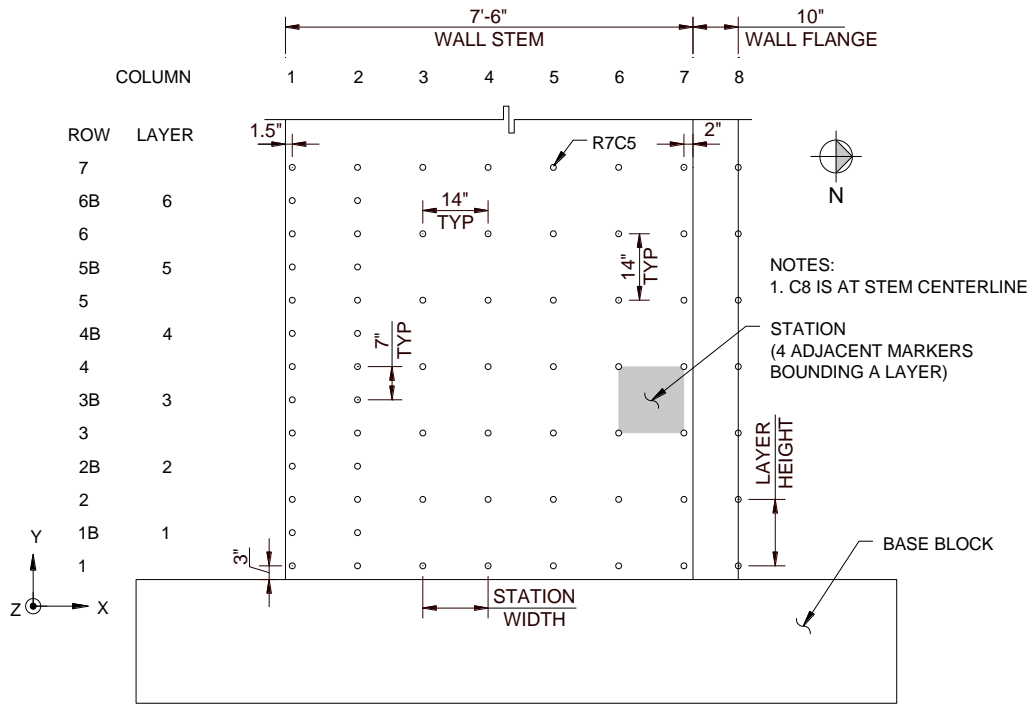 7'-6"
10"
WALL STEM
WALL FLANGE
COLUMN
1 2 3 4 5 6 7 8
ROW LAYER
1.5"
2"
R7C5
7
6B 6
14"
TYP
6
N
5B 5
14"
TYP
NOTES:
1. C8 IS AT STEM CENTERLINE
5
4B 4
7"
TYP
STATION
(4 ADJACENT MARKERS
BOUNDING A LAYER)
4
3B 3
3
LAYER
HEIGHT
2B 2
2
1B 1
Y
3"
BASE BLOCK
1
Z
X
STATION
WIDTH